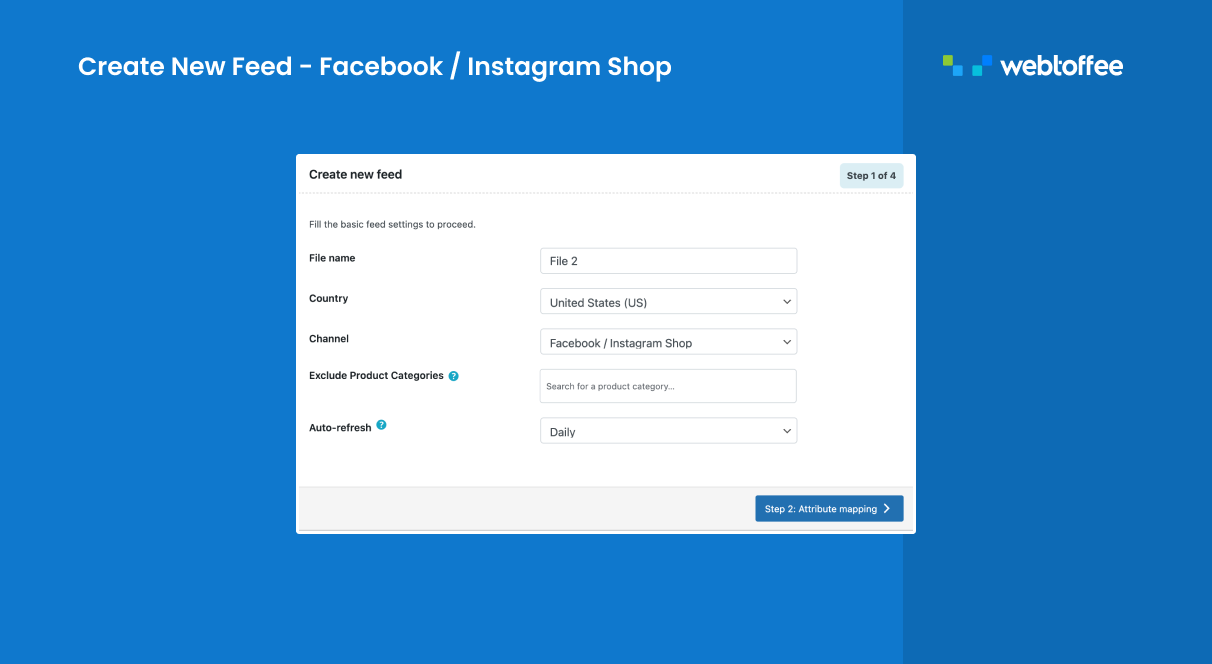 Create New Feed - Facebook / Instagram Shop
webtoffee
Create new feed
Step 1 of 4
Fill the basic feed settings to proceed.
File name
File 2
Country
United States (US)
Channel
Facebook / Instagram Shop
Exclude Product Categories ?
Search for a product category...
Auto-refresh ?
Daily
Step 2: Attribute mapping